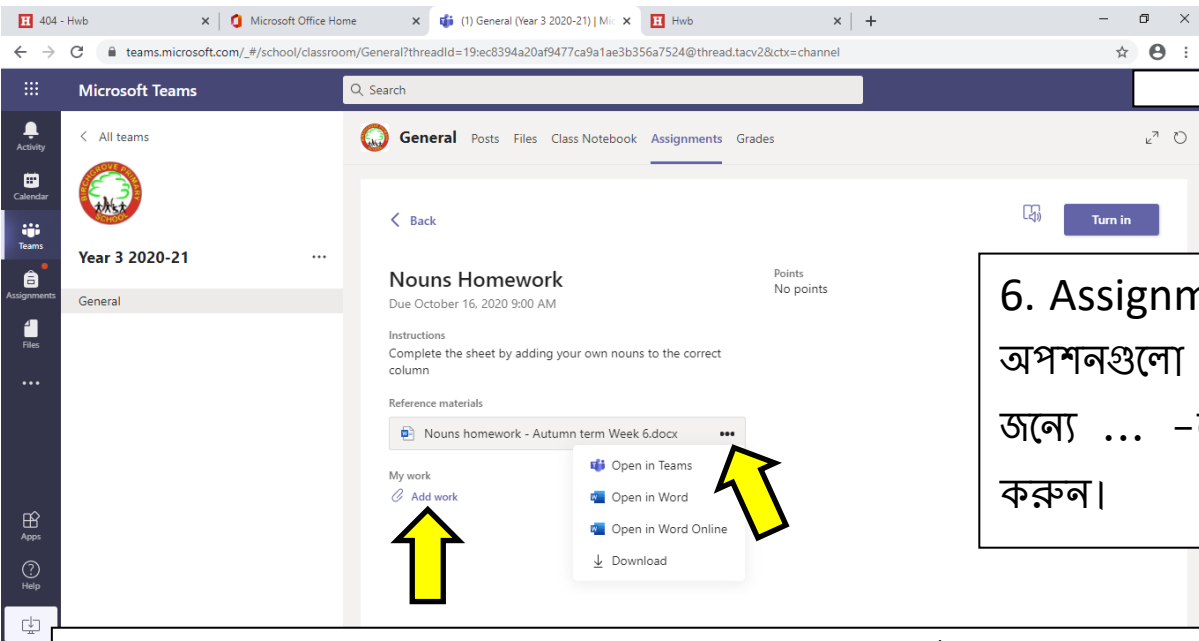 404 - Hwb
Microsoft Office Home
(1) General (Year 3 2020-21) | Mic
Hwb
teams.microsoft.com/_#/school/classroom/General?threadId=19:ec8394a20af9477ca9a1ae3b356a7524@thread.tacv2&ctx=channel
Microsoft Teams
Search
Activity
Calendar
Teams
Assignments
Files
Apps
Help
All teams
BIRCHGROVE PRIMARY
SCHOOL
Year 3 2020-21
General
General Posts Files Class Notebook Assignments Grades
Back
Turn in
Nouns Homework
Due October 16, 2020 9:00 AM
Points
No points
Instructions
Complete the sheet by adding your own nouns to the correct
column
Reference materials
Nouns homework - Autumn term Week 6.docx
Open in Teams
Open in Word
Open in Word Online
Download
My work
Add work
6. Assignm
অপশনগুলো
জন্যে ... –
করুন।